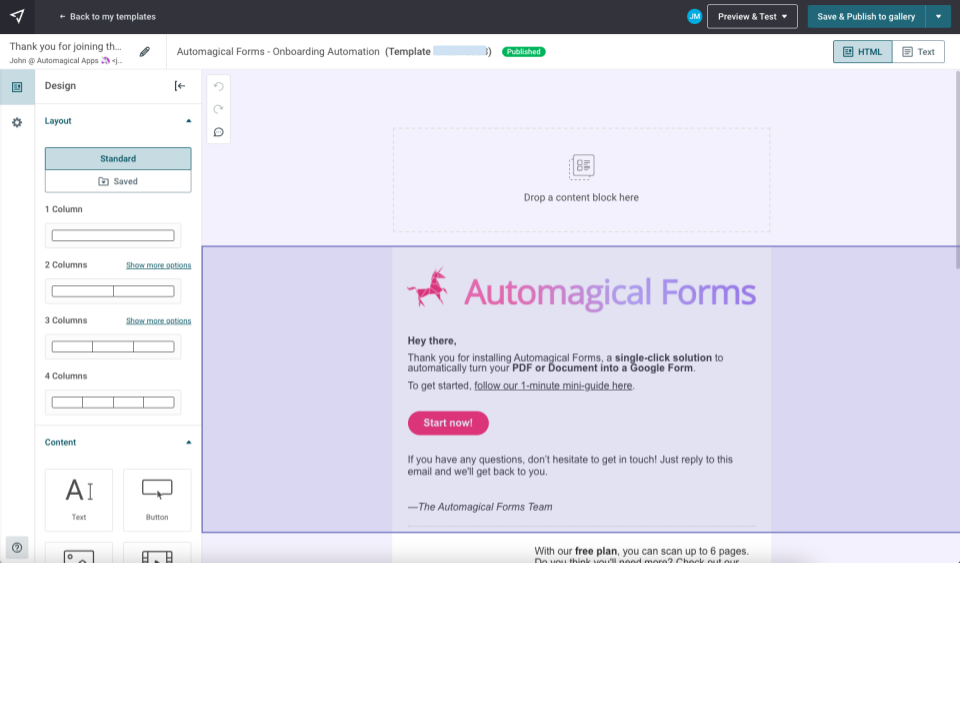 ← Back to my templates
JM
Preview & Test
Save & Publish to gallery
Thank you for joining th...
John @ Automagical Apps
Automagical Forms - Onboarding Automation (Template
Published
HTML
Text
Design
Layout
Standard
Saved
1 Column
2 Columns Show more options
3 Columns Show more options
4 Columns
Content
Text
Button
Drop a content block here
Automagical Forms
Hey there,
Thank you for installing Automagical Forms, a single-click solution to
automatically turn your PDF or Document into a Google Form.
To get started, follow our 1-minute mini-guide here.
Start now!
If you have any questions, don't hesitate to get in touch! Just reply to this
email and we'll get back to you.
—The Automagical Forms Team
With our free plan, you can scan up to 6 pages.
Do you think you'll need more? Check out our